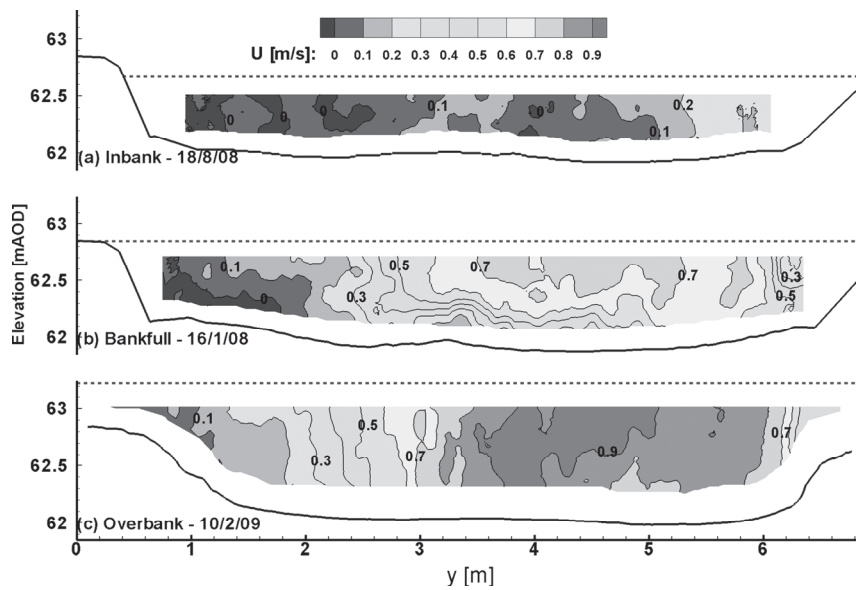 U [m/s]: 0 0.1 0.2 0.3 0.4 0.5 0.6 0.7 0.8 0.9
Elevation [mAOD]
63
62.5
62
0 0 0 0.1 0 0.1 0.2
(a) Inbank - 18/8/08
63
62.5
62
0.1 0 0.3 0.5 0.7 0.7 0.3 0.5
(b) Bankfull - 16/1/08
63
62.5
62
0.1 0.3 0.5 0.7 0.9 0.7
(c) Overbank - 10/2/09
0 1 2 3 4 5 6
y [m]